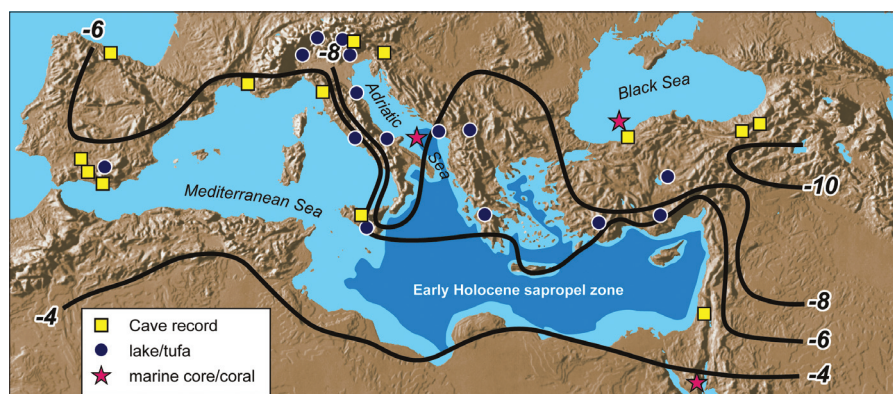 -6
-8
Adriatic
Sea
Black Sea
Mediterranean Sea
-10
Early Holocene sapropel zone
-4
-8
-6
-4
Cave record
lake/tufa
marine core/coral